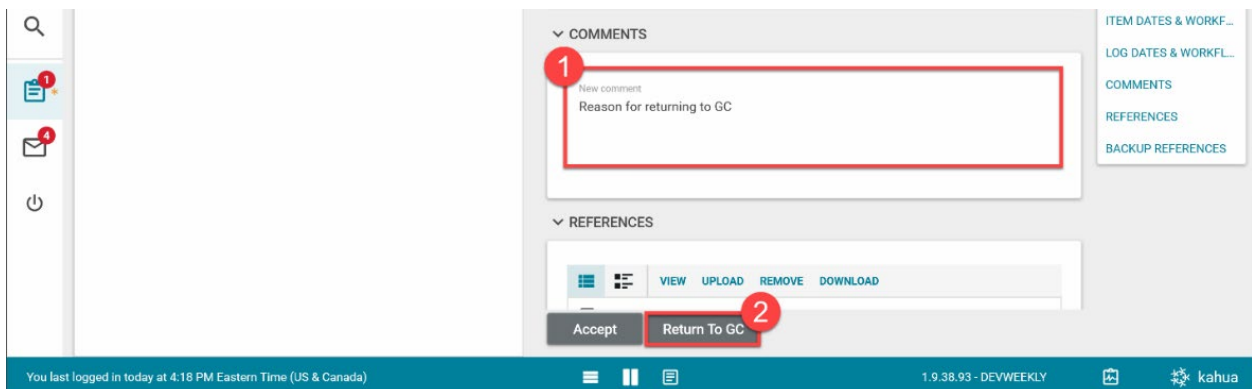 ITEM DATES & WORKF...
COMMENTS
LOG DATES & WORKFL...
1
1
New comment
COMMENTS
Reason for returning to GC
REFERENCES
4
BACKUP REFERENCES
REFERENCES
VIEW UPLOAD REMOVE DOWNLOAD
2
Accept Return To GC
You last logged in today at 4:18 PM Eastern Time (US & Canada) 1.9.38.93 - DEVWEEKLY kahua